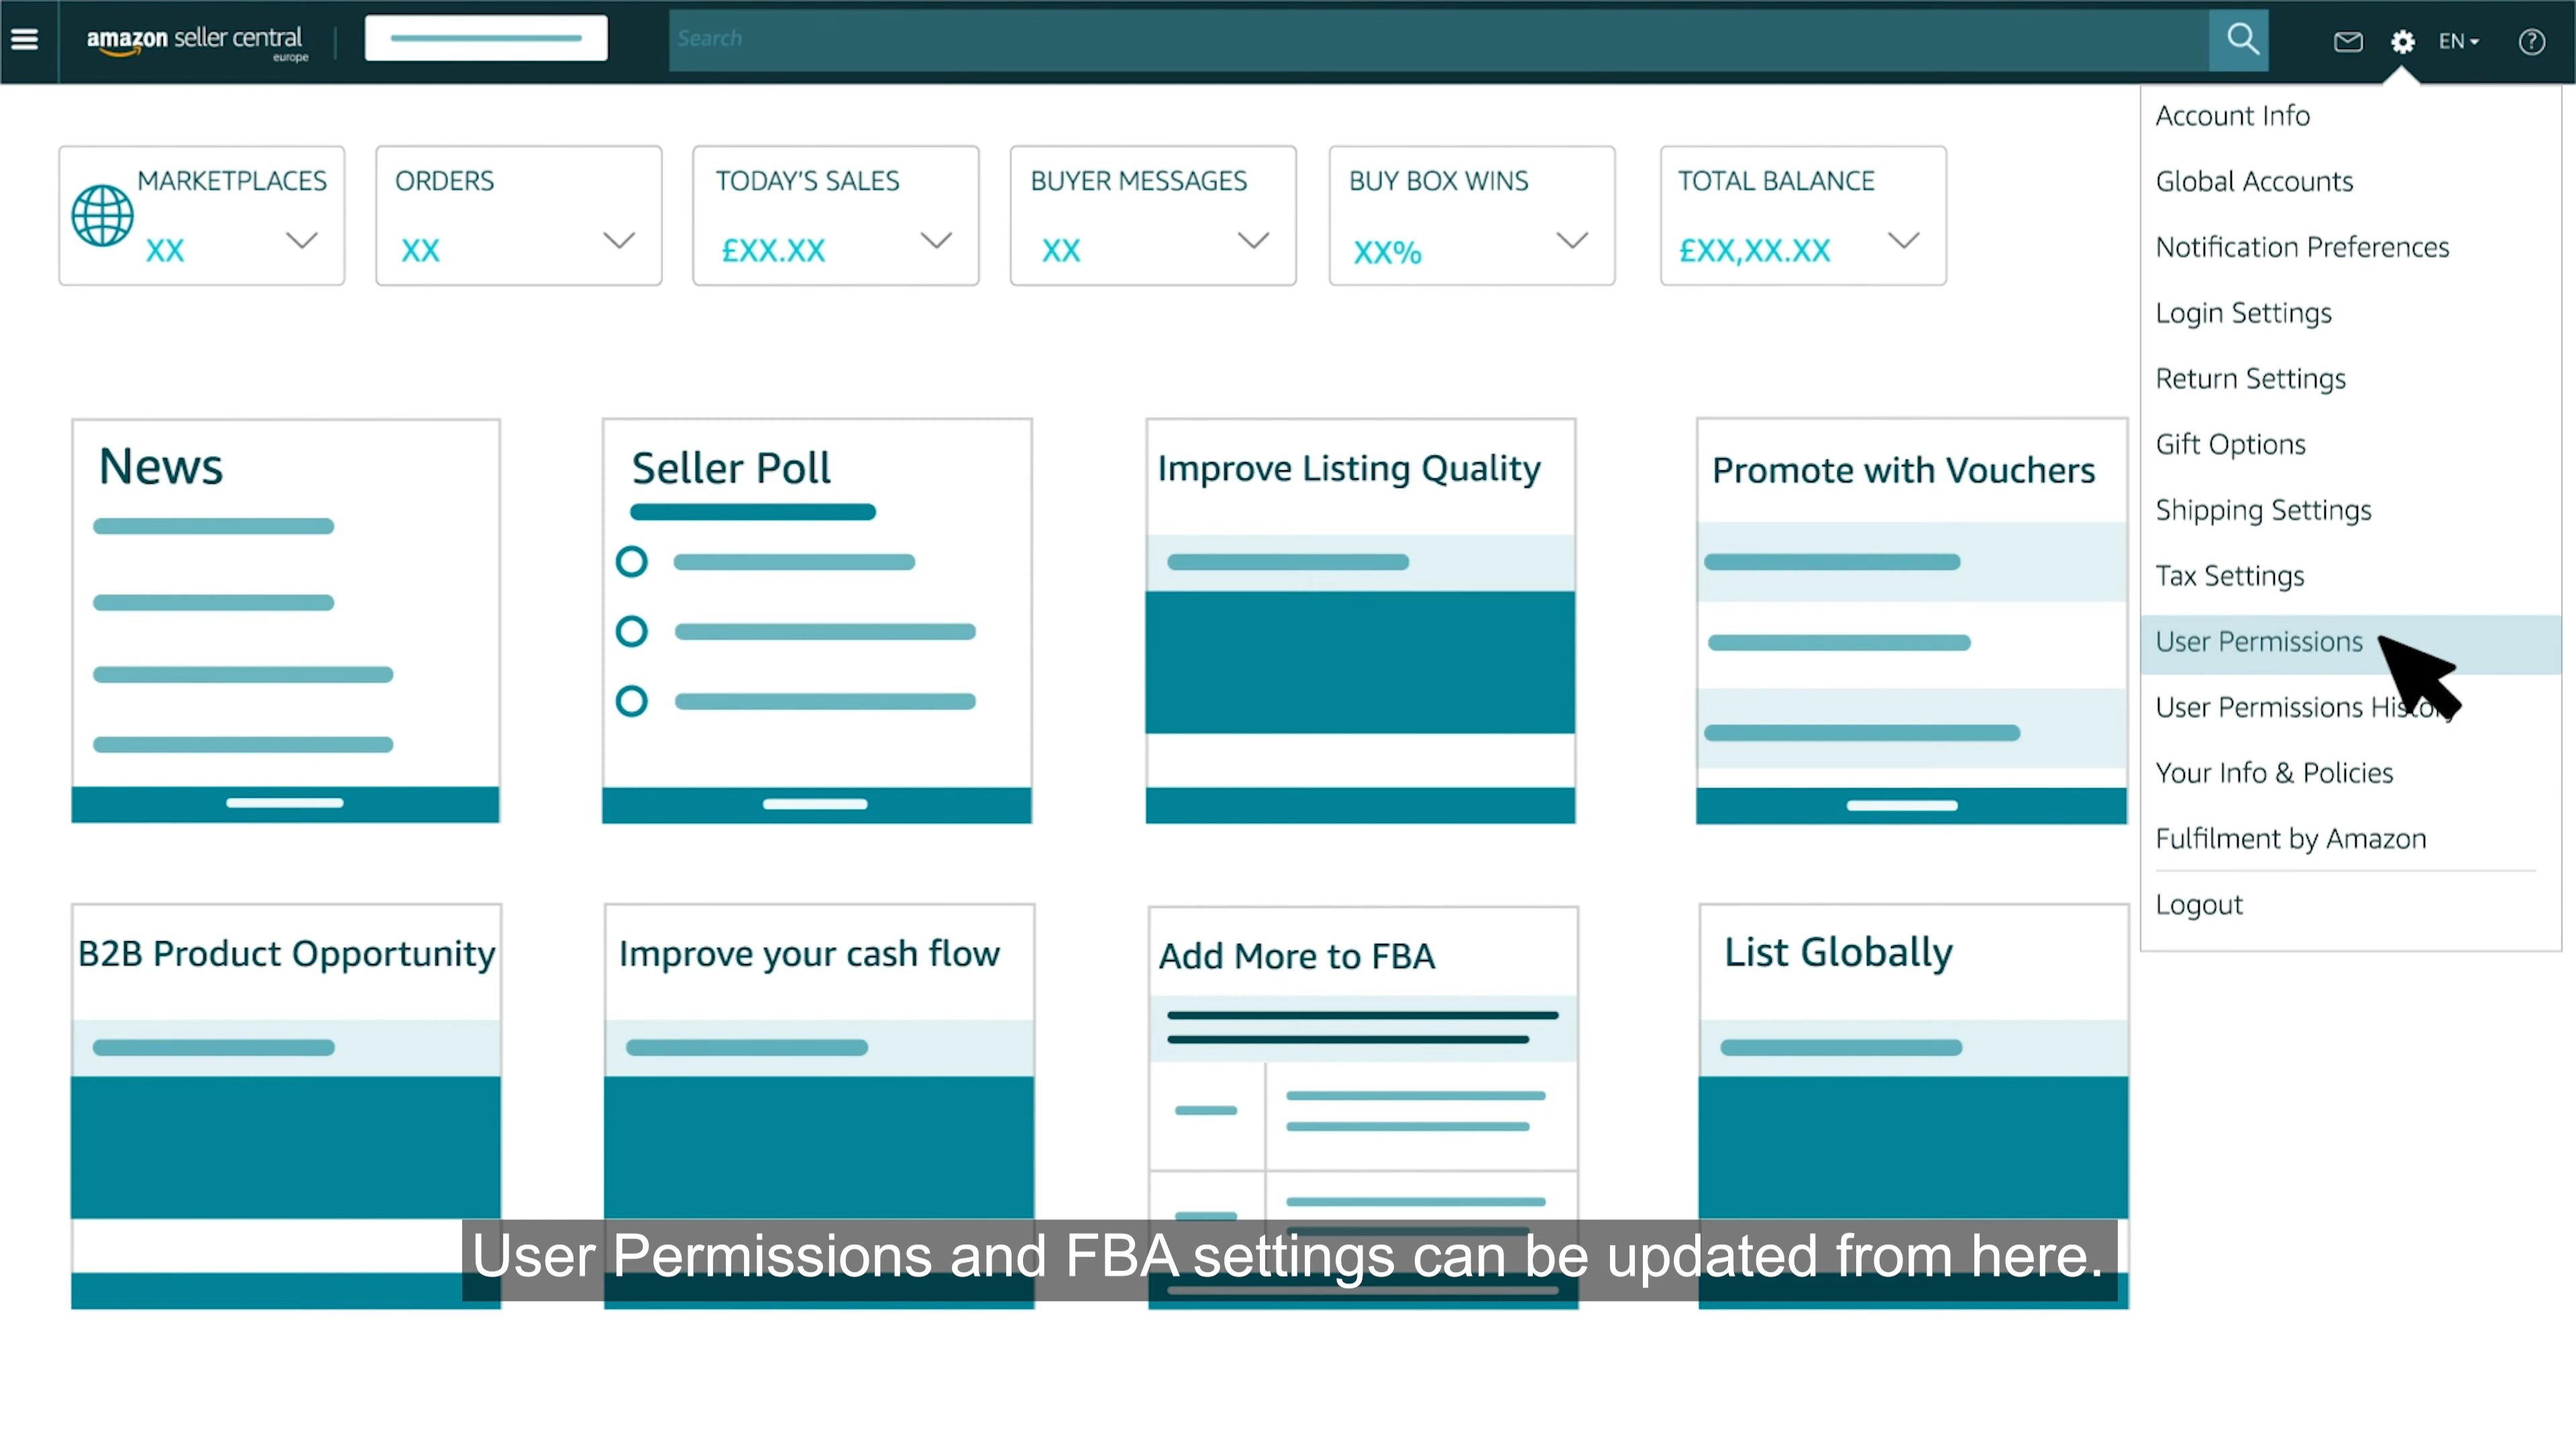 amazon seller central
europe
Search
EN
?
MARKETPLACES
XX
ORDERS
XX
TODAY'S SALES
£XX.XX
BUYER MESSAGES
XX
BUY BOX WINS
XX%
TOTAL BALANCE
£XX,XX.XX
Account Info
Global Accounts
Notification Preferences
Login Settings
Return Settings
Gift Options
Shipping Settings
Tax Settings
User Permissions
User Permissions History
Your Info & Policies
Fulfilment by Amazon
Logout
News
Seller Poll
Improve Listing Quality
Promote with Vouchers
B2B Product Opportunity
Improve your cash flow
Add More to FBA
List Globally
User Permissions and FBA settings can be updated from here.